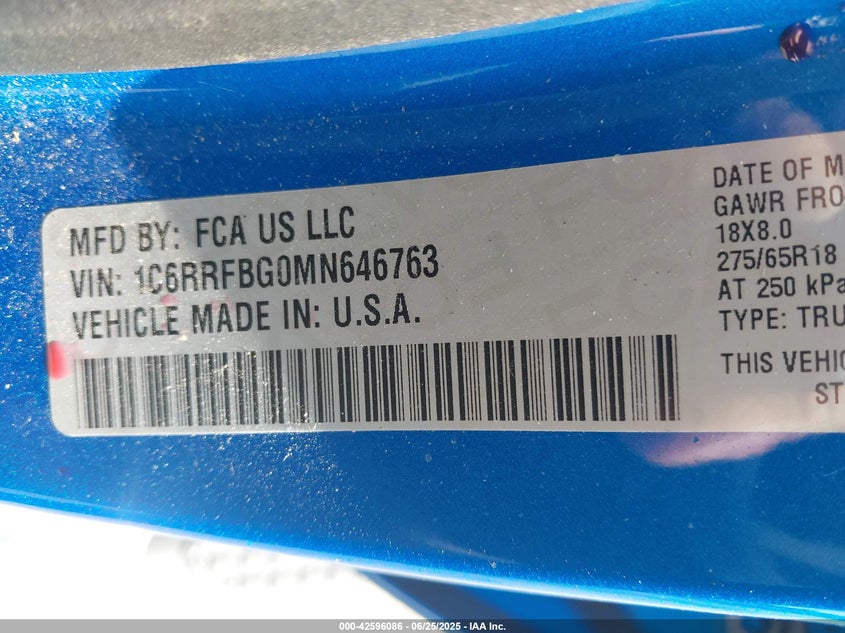 MFD BY: FCA US LLC
VIN: 1C6RRFBG0MN646763
VEHICLE MADE IN: U.S.A.
DATE OF M
GAWR FRO
18X8.0
275/65R18
AT 250 kPa
TYPE: TRU
THIS VEHIC
ST
000-42596086 - 06/25/2025 - IAA Inc.